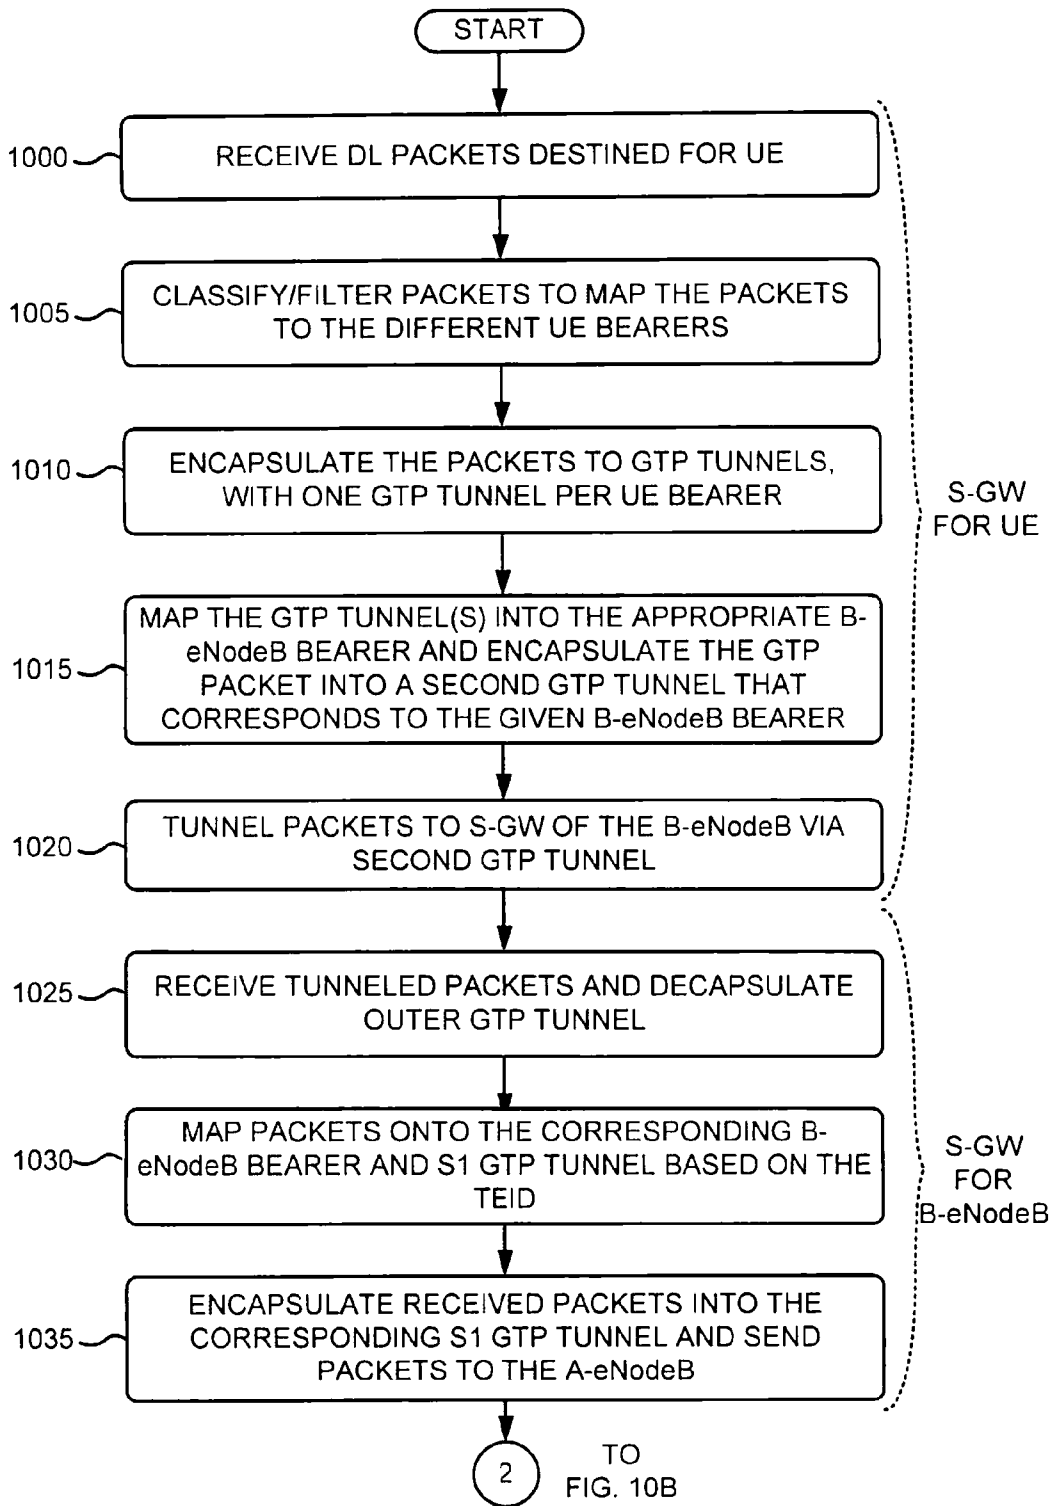 START
1000
RECEIVE DL PACKETS DESTINED FOR UE
1005
CLASSIFY/FILTER PACKETS TO MAP THE PACKETS
TO THE DIFFERENT UE BEARERS
1010
ENCAPSULATE THE PACKETS TO GTP TUNNELS,
WITH ONE GTP TUNNEL PER UE BEARER
S-GW
FOR UE
1015
MAP THE GTP TUNNEL(S) INTO THE APPROPRIATE B-
eNodeB BEARER AND ENCAPSULATE THE GTP
PACKET INTO A SECOND GTP TUNNEL THAT
CORRESPONDS TO THE GIVEN B-eNodeB BEARER
1020
TUNNEL PACKETS TO S-GW OF THE B-eNodeB VIA
SECOND GTP TUNNEL
1025
RECEIVE TUNNELED PACKETS AND DECAPSULATE
OUTER GTP TUNNEL
1030
MAP PACKETS ONTO THE CORRESPONDING B-
eNodeB BEARER AND S1 GTP TUNNEL BASED ON THE
TEID
S-GW
FOR
B-eNodeB
1035
ENCAPSULATE RECEIVED PACKETS INTO THE
CORRESPONDING S1 GTP TUNNEL AND SEND
PACKETS TO THE A-eNodeB
2
TO
FIG. 10B